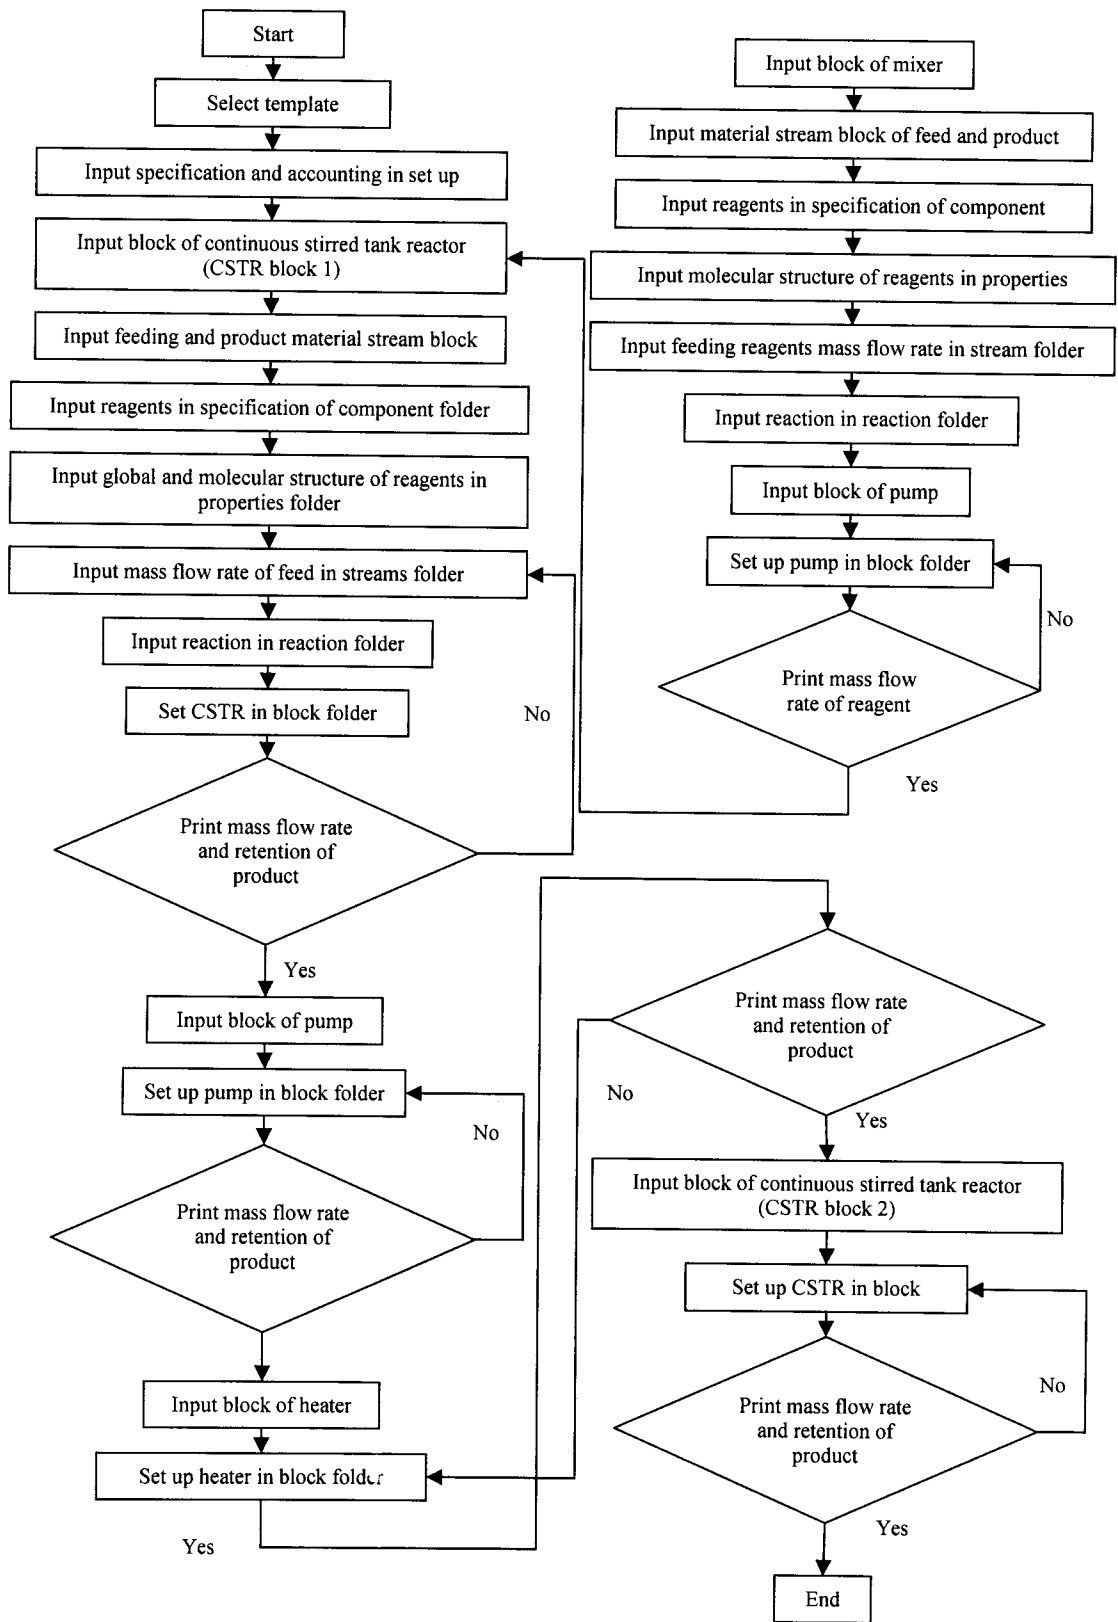 Start
Select template
Input specification and accounting in set up
Input block of continuous stirred tank reactor
(CSTR block 1)
Input feeding and product material stream block
Input reagents in specification of component folder
Input global and molecular structure of reagents in
properties folder
Input mass flow rate of feed in streams folder
Input reaction in reaction folder
Set CSTR in block folder
No
Print mass flow rate
and retention of
product
Yes
Input block of pump
Set up pump in block folder
No
Print mass flow rate
and retention of
product
Input block of heater
Set up heater in block folder
Yes
Input block of mixer
Input material stream block of feed and product
Input reagents in specification of component
Input molecular structure of reagents in properties
Input feeding reagents mass flow rate in stream folder
Input reaction in reaction folder
Input block of pump
Set up pump in block folder
No
Print mass flow
rate of reagent
Yes
Print mass flow rate
and retention of
product
No
Yes
Input block of continuous stirred tank reactor
(CSTR block 2)
Set up CSTR in block
No
Print mass flow rate
and retention of
product
Yes
End